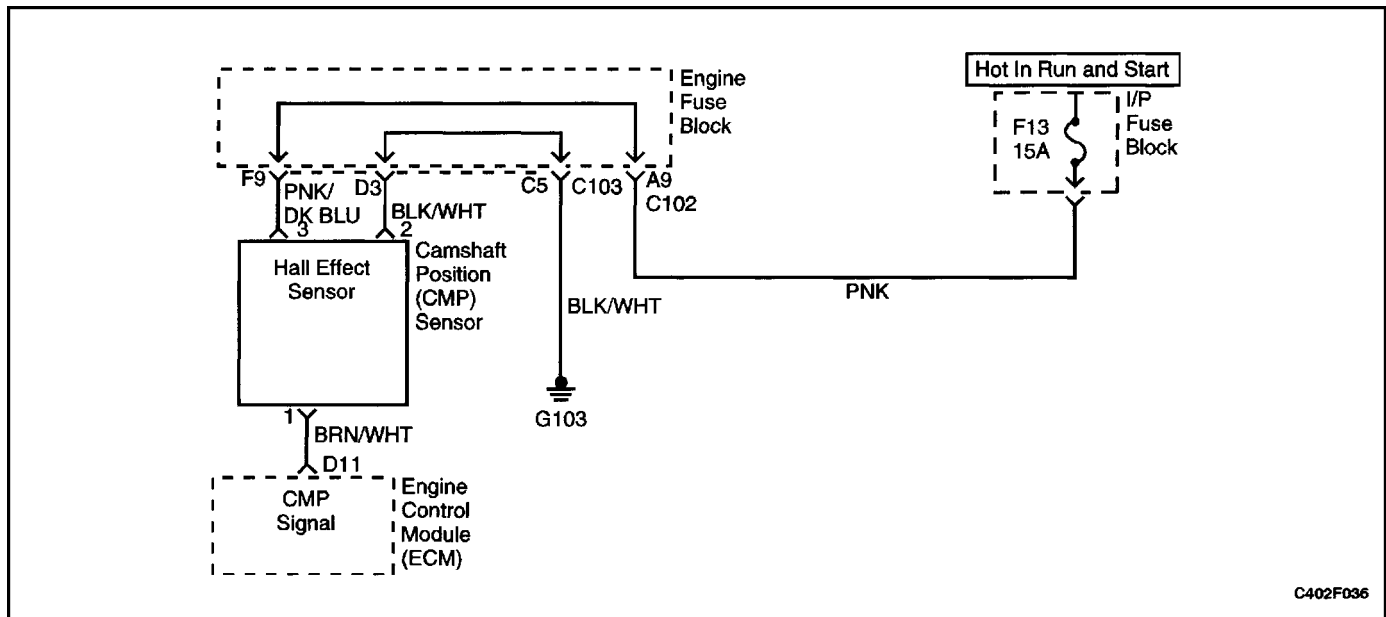 Hot In Run and Start
Engine
Fuse
Block
I/P
Fuse
Block
F13
15A
F9
D3
C5
C103
A9
C102
PNK/
DK BLU
BLK/WHT
3
2
Hall Effect
Sensor
Camshaft
Position
(CMP)
Sensor
BLK/WHT
PNK
G103
1
BRN/WHT
D11
CMP
Signal
Engine
Control
Module
(ECM)
C402F036